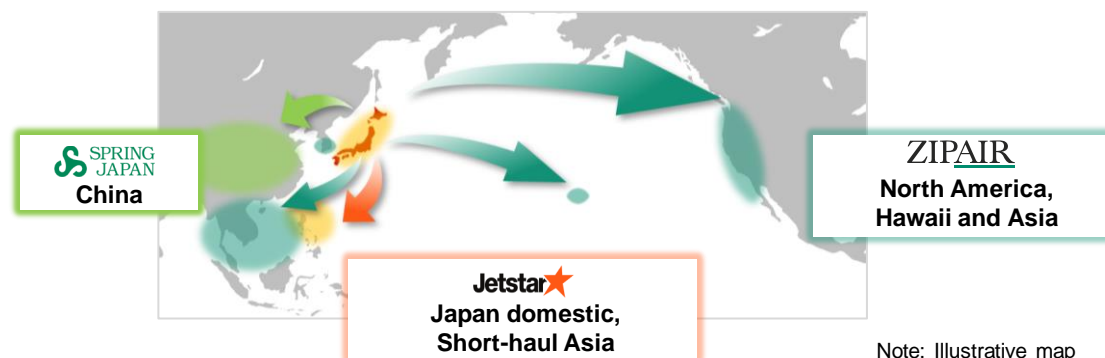 SPRING
JAPAN
China
ZIPAIR
North America,
Hawaii and Asia
Jetstar
Japan domestic,
Short-haul Asia
Note: Illustrative map